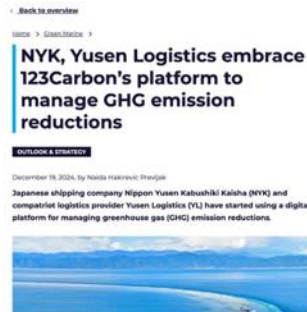 Back to overview
Home > Green Marine >
NYK, Yusen Logistics embrace
123Carbon's platform to
manage GHG emission
reductions
OUTLOOK & STRATEGY
December 19, 2024, by Naida Hakirevic Prevljak
Japanese shipping company Nippon Yusen Kabushiki Kaisha (NYK) and
compatriot logistics provider Yusen Logistics (YL) have started using a digital
platform for managing greenhouse gas (GHG) emission reductions.